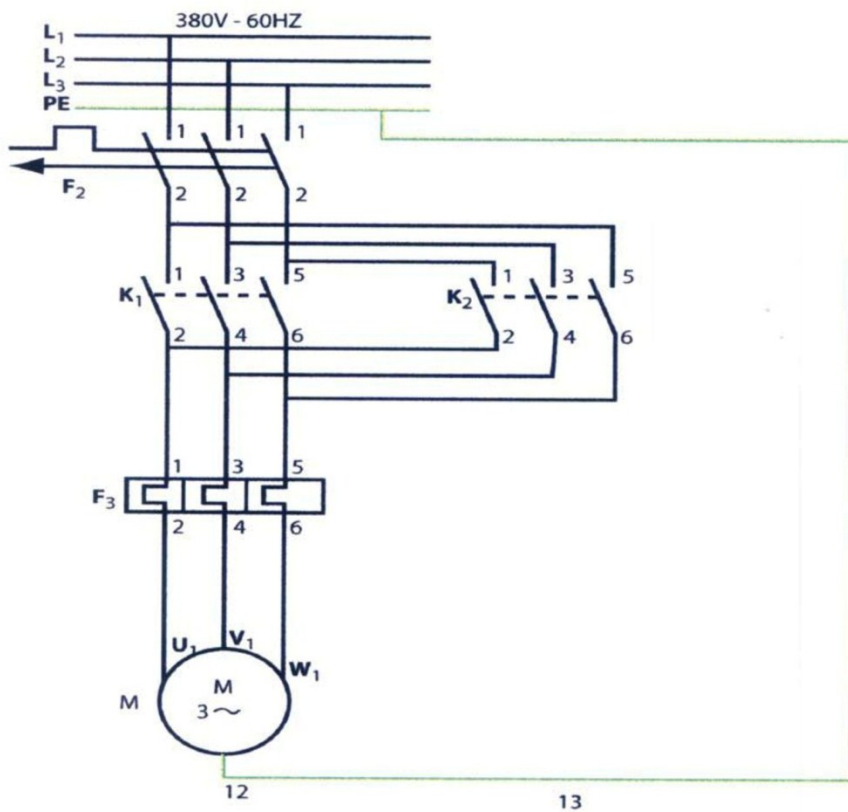 380V - 60HZ
L₁
L₂
L₃
PE
1 1 1
F₂
2 2 2
1 3 5
K₁
2 4 6
1 3 5
K₂
2 4 6
1 3 5
F₃
2 4 6
U₁ V₁ W₁
M
M
3~
12 13